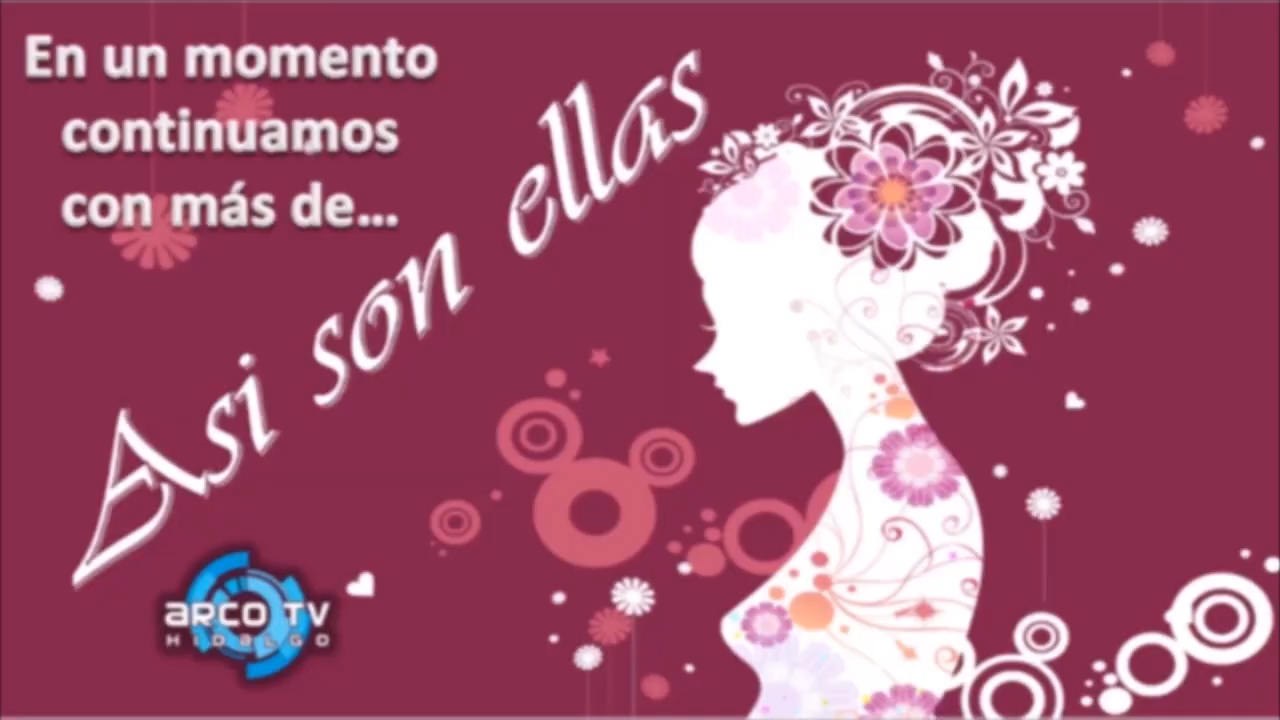 En un momento
continuamos
con más de...
Asi son ellas
ARCO TV
HIDALGO